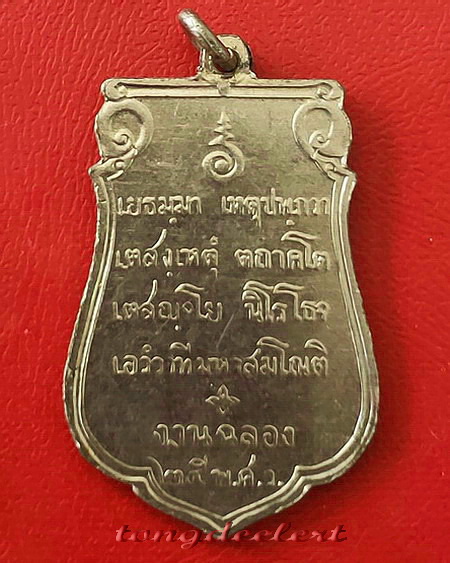 เยธมฺมา เหตุปฺปภวา
เตสงฺเหตุํ ตถาคโต
เตสญฺจโย นิโรโธจ
เอวํวาทีมหาสมโณติ
งานฉลอง
๒๕ พ.ศ.ว.
tongdeelert